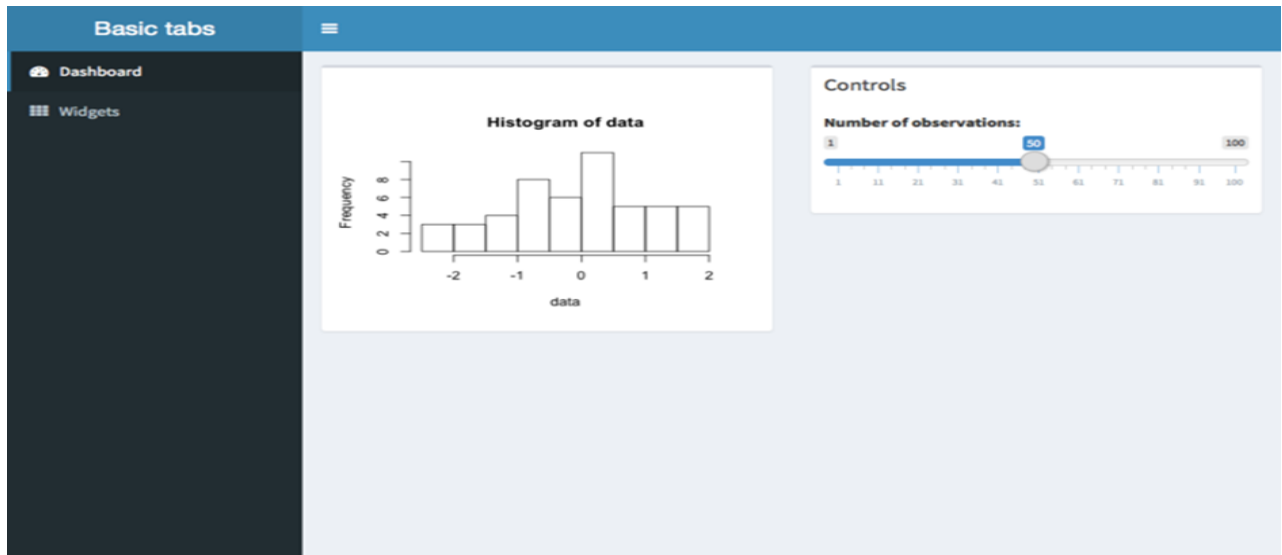 Basic tabs
Dashboard
Widgets
Histogram of data
Frequency
0 2 4 6 8
-2 -1 0 1 2
data
Controls
Number of observations:
1 50 100
1 11 21 31 41 51 61 71 81 91 100